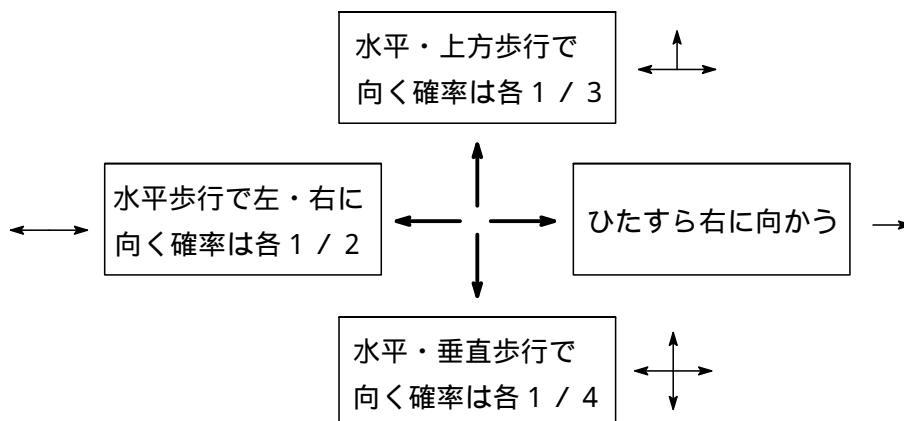 水平・上方歩行で
向く確率は各1/3
水平歩行で左・右に
向く確率は各1/2
ひたすら右に向かう
水平・垂直歩行で
向く確率は各1/4